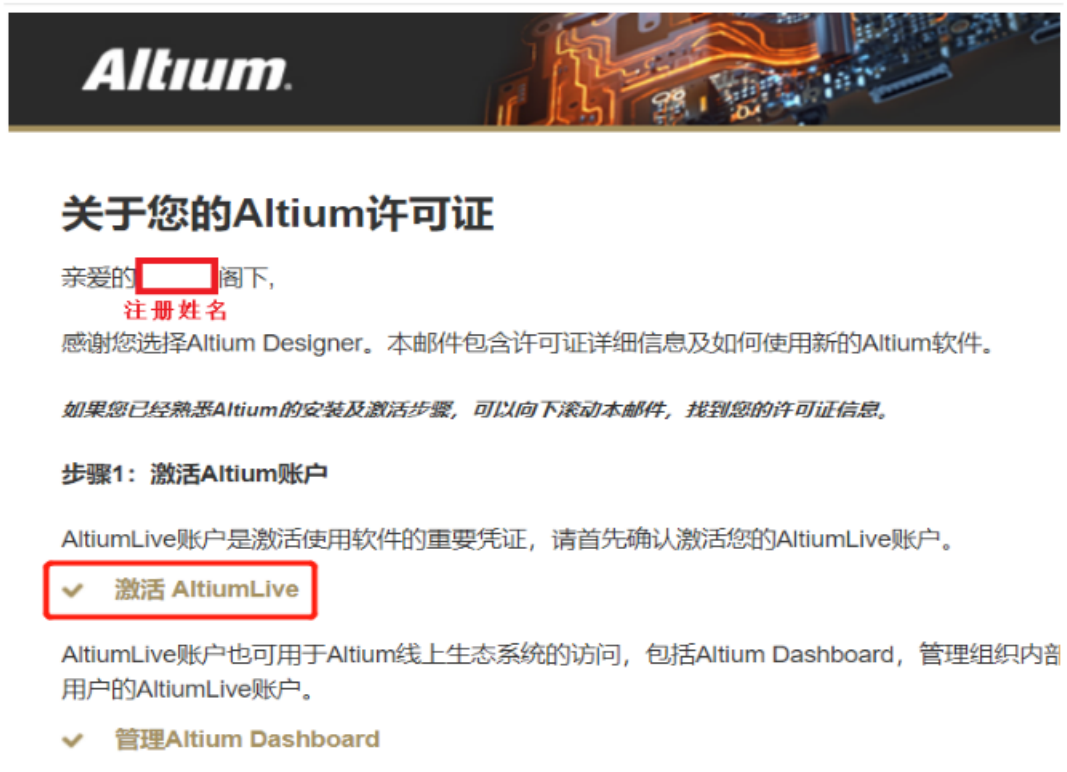 Altium.
关于您的Altium许可证
亲爱的 阁下,
注册姓名
感谢您选择Altium Designer。本邮件包含许可证详细信息及如何使用新的Altium软件。
如果您已经熟悉Altium的安装及激活步骤，可以向下滚动本邮件，找到您的许可证信息。
步骤1：激活Altium账户
AltiumLive账户是激活使用软件的重要凭证，请首先确认激活您的AltiumLive账户。
激活 AltiumLive
AltiumLive账户也可用于Altium线上生态系统的访问，包括Altium Dashboard，管理组织内部
用户的AltiumLive账户。
管理Altium Dashboard